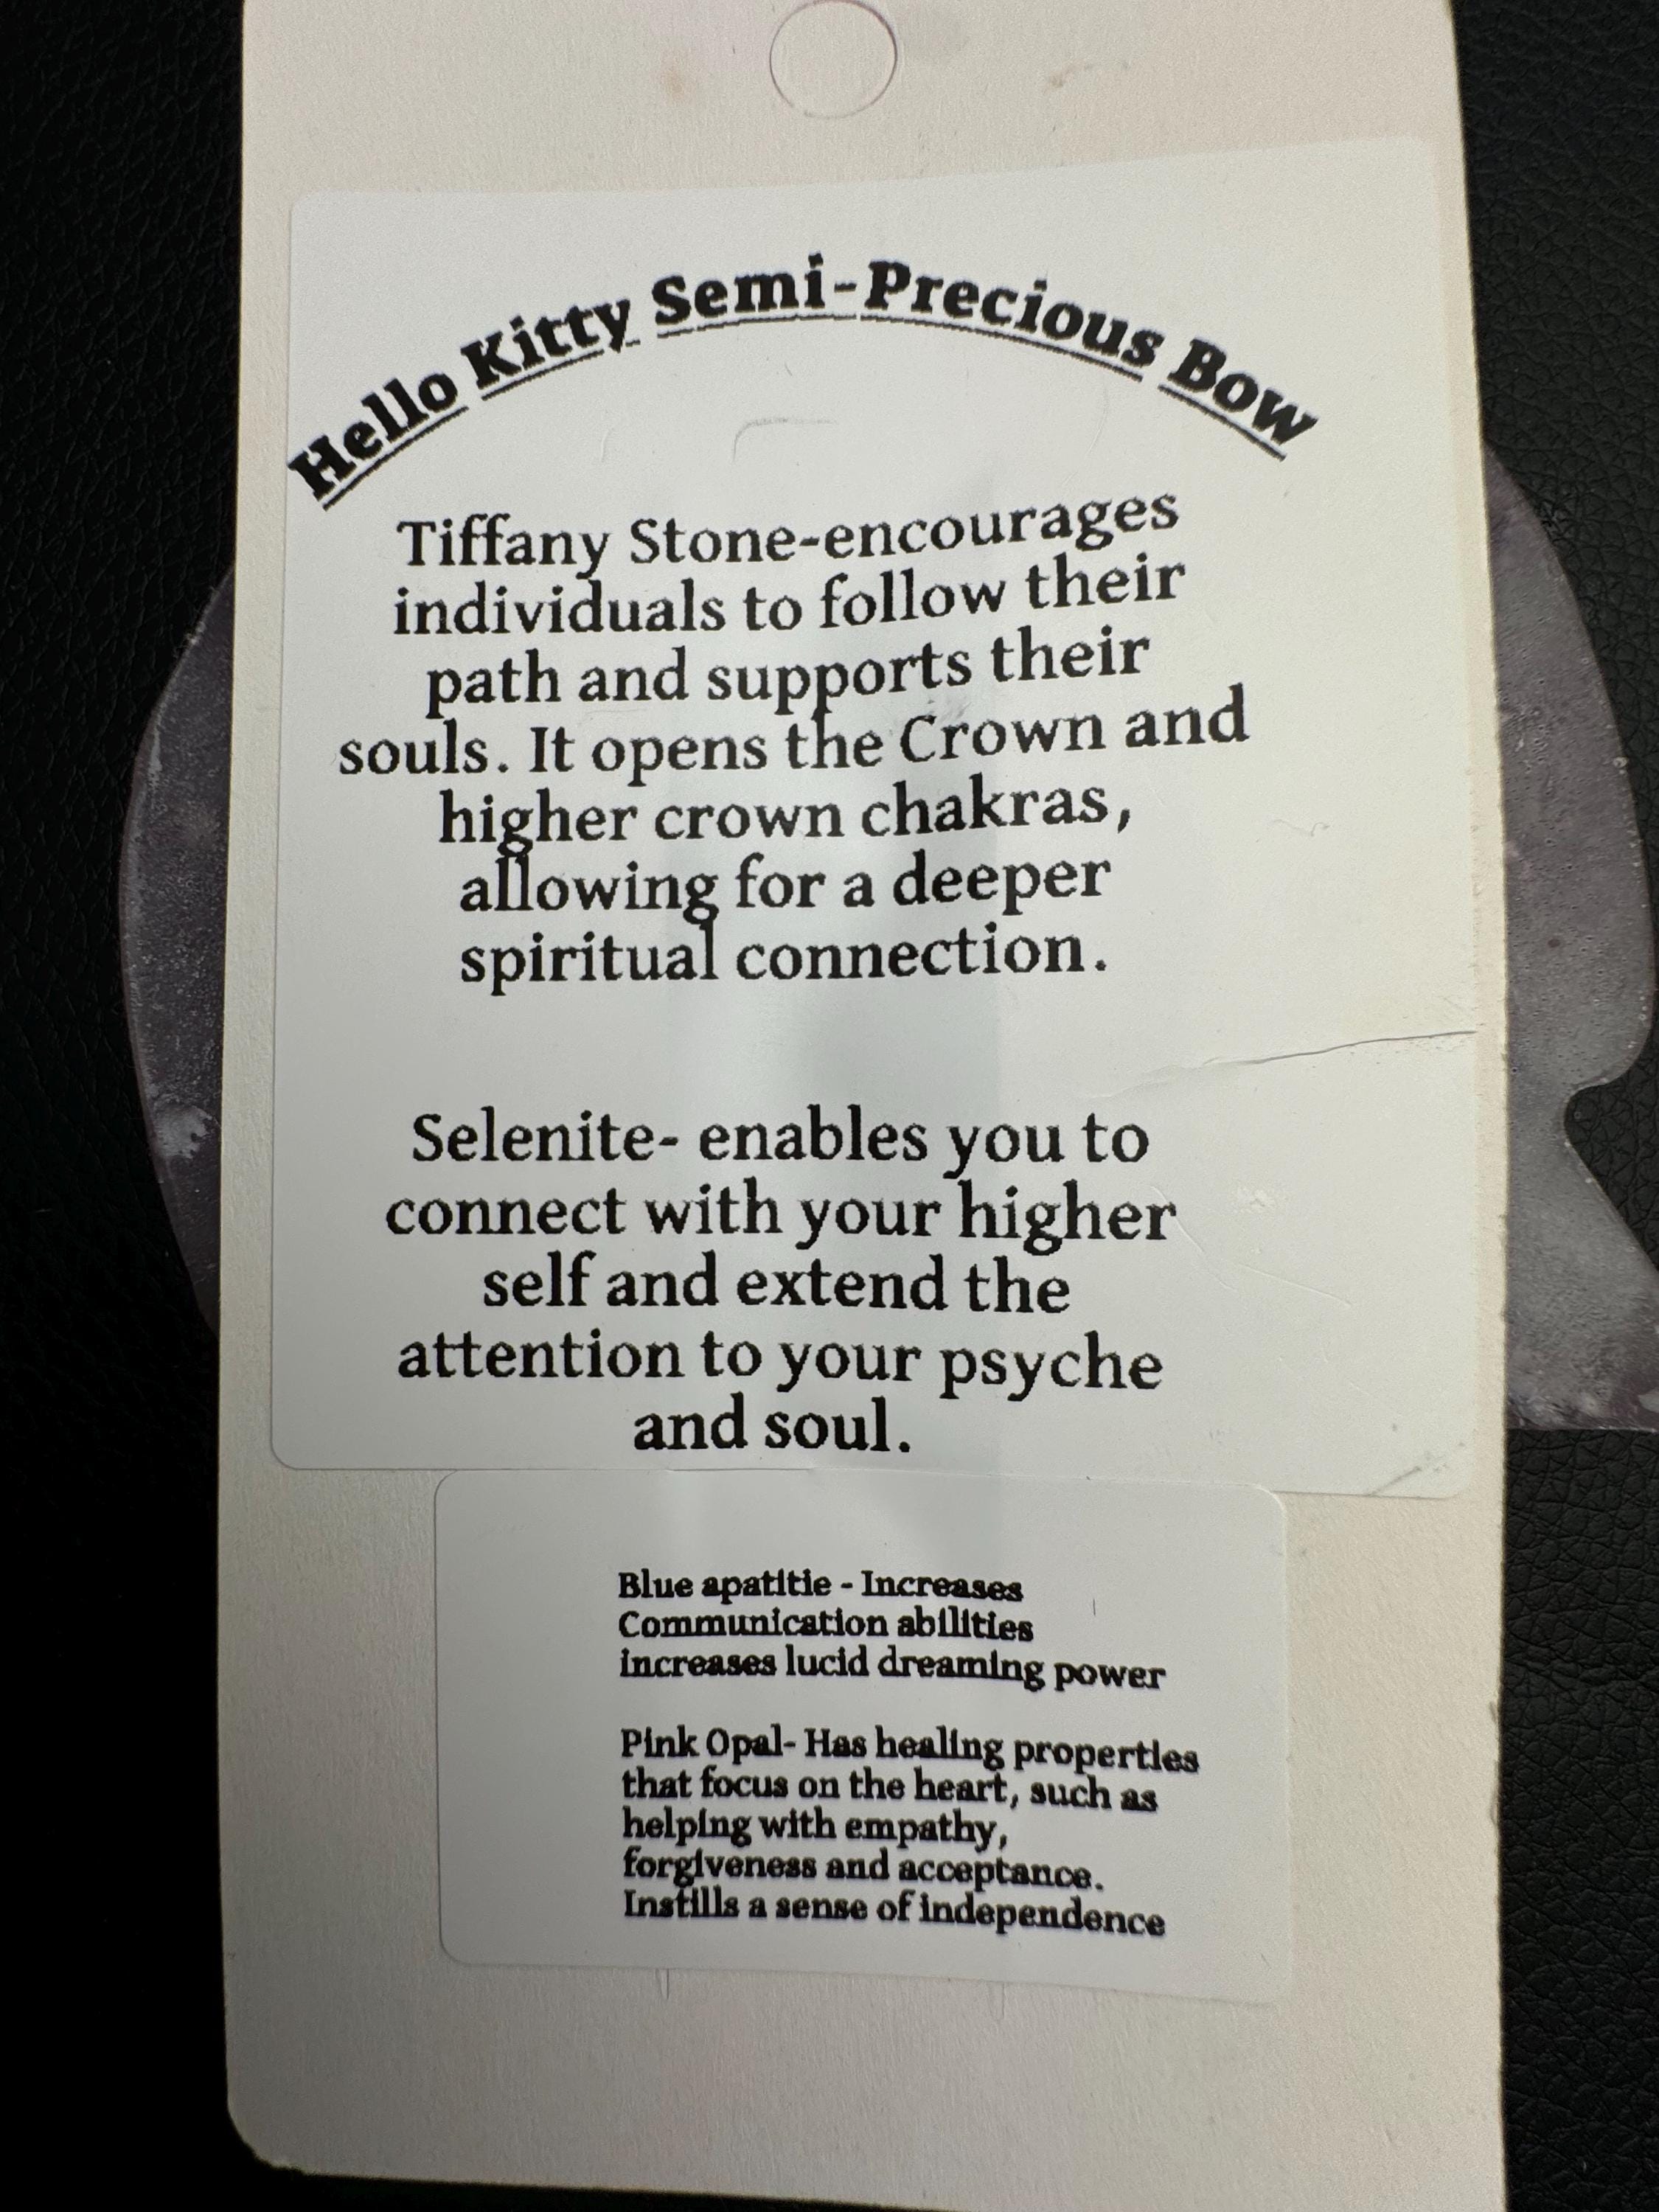 Hello Kitty Semi-Precious Bow
Tiffany Stone-encourages
individuals to follow their
path and supports their
souls. It opens the Crown and
higher crown chakras,
allowing for a deeper
spiritual connection.
Selenite- enables you to
connect with your higher
self and extend the
attention to your psyche
and soul.
Blue apatitie - Increases
Communication abilities
increases lucid dreaming power
Pink Opal- Has healing properties
that focus on the heart, such as
helping with empathy,
forgiveness and acceptance.
Instills a sense of independence